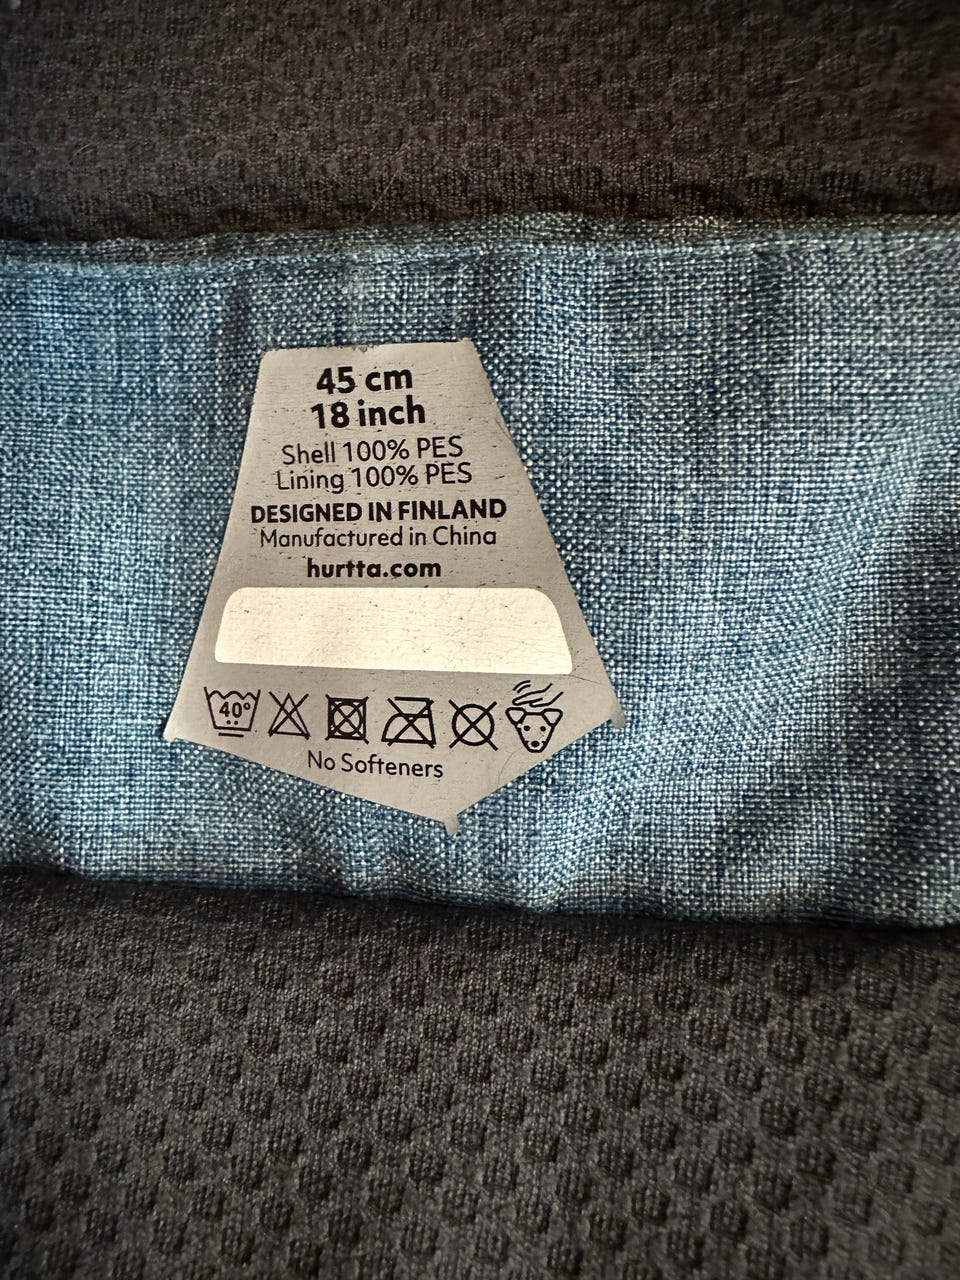 45 cm
18 inch
Shell 100% PES
Lining 100% PES
DESIGNED IN FINLAND
Manufactured in China
hurtta.com
40°
No Softeners